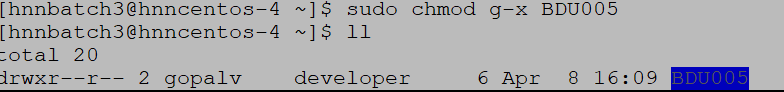 [hnnbatch3@hnncentos-4 ~]$ sudo chmod g-x BDU005
[hnnbatch3@hnncentos-4 ~]$ ll
total 20
drwxr--r-- 2 gopalv    developer     6 Apr  8 16:09 BDU005